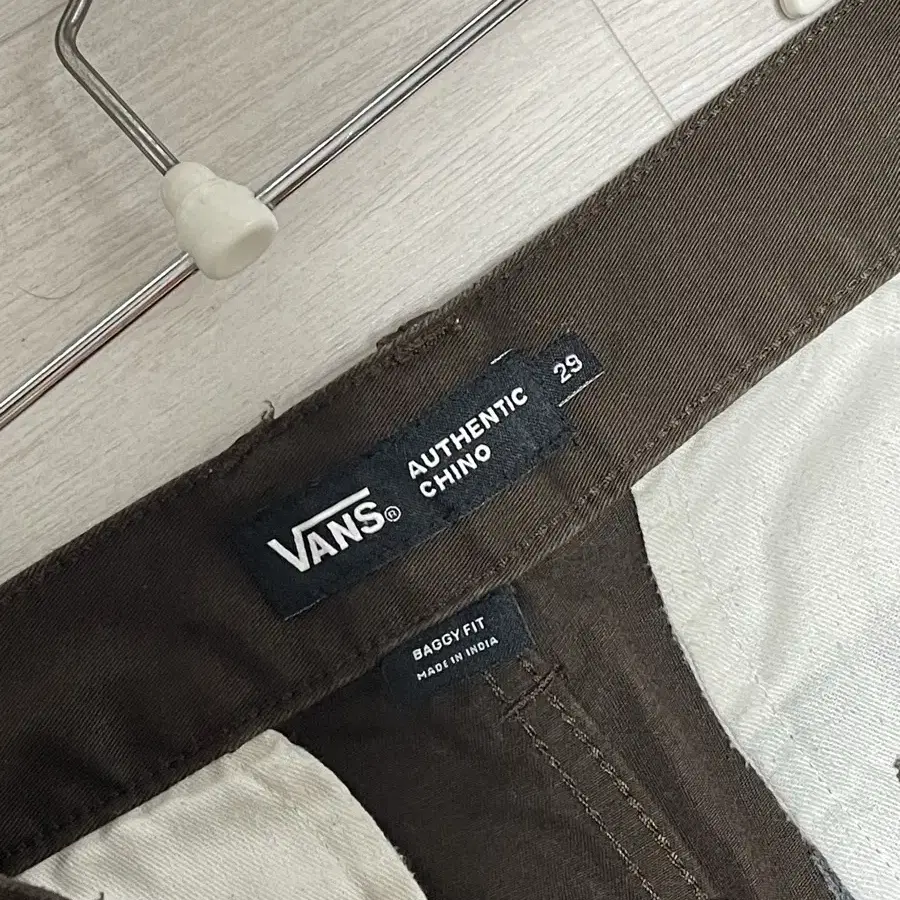 VANS®
AUTHENTIC
CHINO
29
BAGGY FIT
MADE IN INDIA